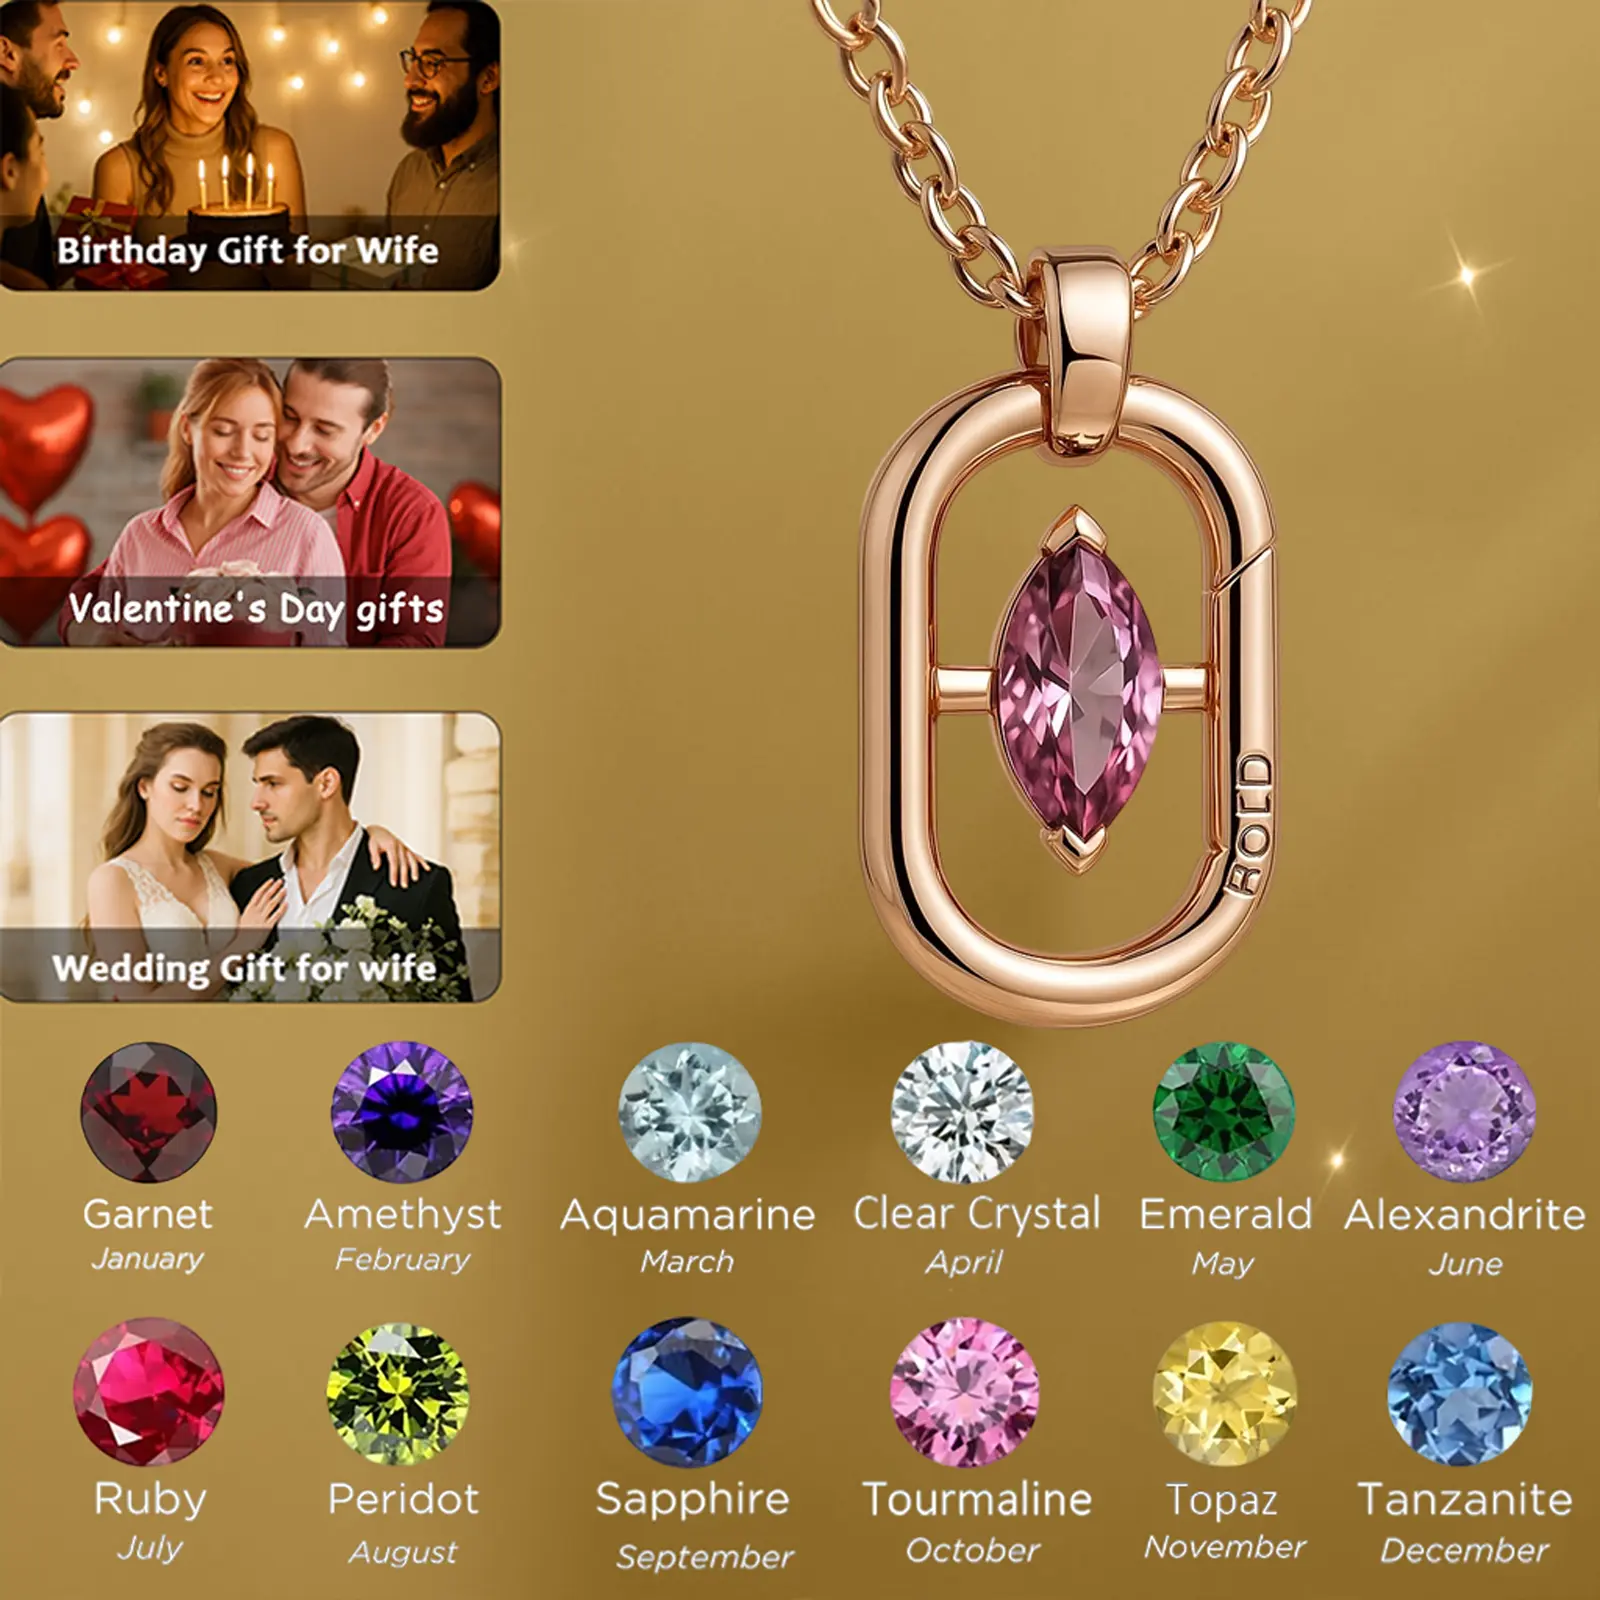 Birthday Gift for Wife
Valentine's Day gifts
Wedding Gift for wife
BOLD
Garnet
January
Amethyst
February
Aquamarine
March
Clear Crystal
April
Emerald
May
Alexandrite
June
Ruby
July
Peridot
August
Sapphire
September
Tourmaline
October
Topaz
November
Tanzanite
December